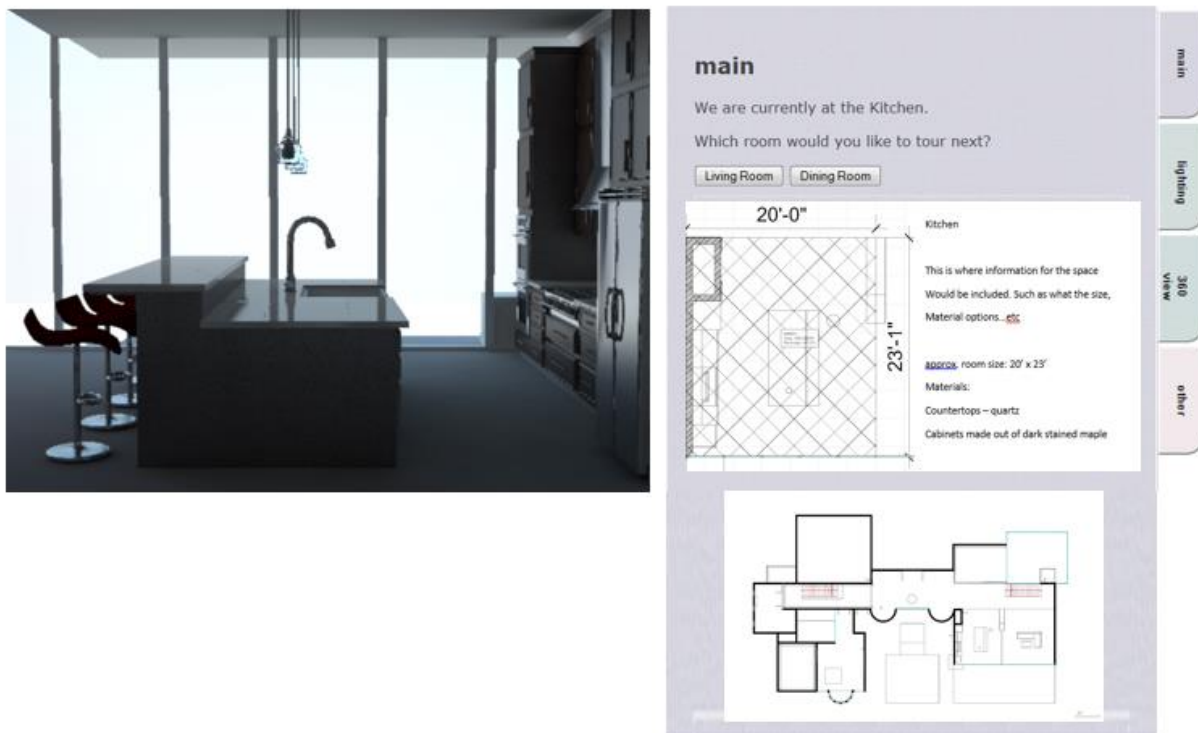 main
We are currently at the Kitchen.
Which room would you like to tour next?
Living Room
Dining Room
20'-0"
23'-1"
Kitchen
This is where information for the space
Would be included. Such as what the size,
Material options...etc
approx. room size: 20' x 23'
Materials:
Countertops – quartz
Cabinets made out of dark stained maple
main
lighting
360
view
other